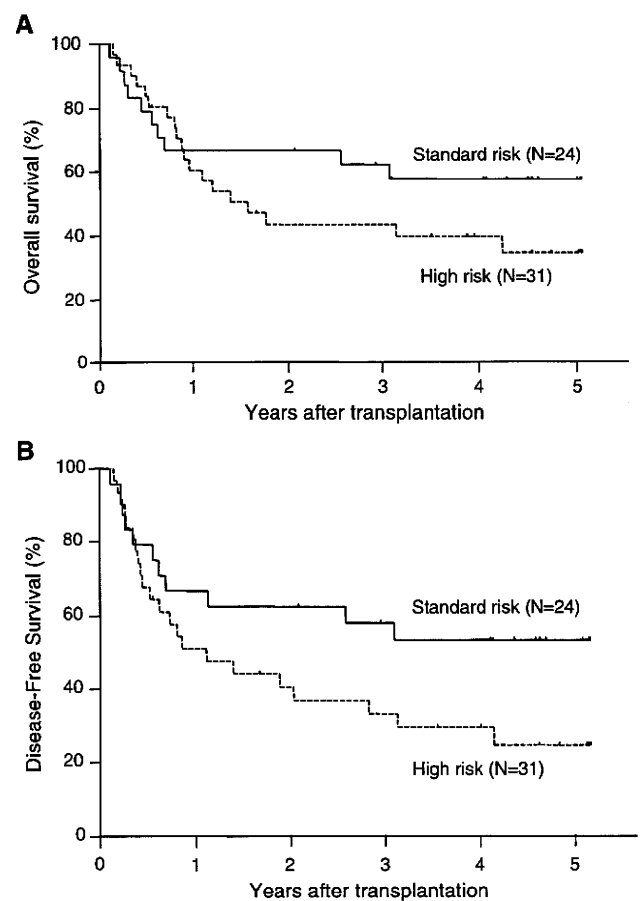 A
100
80
60
40
20
0
Overall survival (%)
Standard risk (N=24)
High risk (N=31)
0 1 2 3 4 5
Years after transplantation
B
100
80
60
40
20
0
Disease-Free Survival (%)
Standard risk (N=24)
High risk (N=31)
0 1 2 3 4 5
Years after transplantation